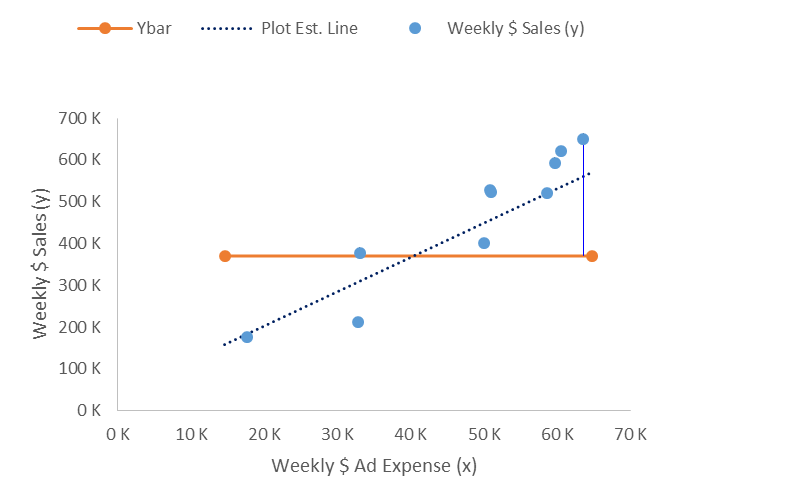 Ybar Plot Est. Line Weekly $ Sales (y)
700 K
600 K
500 K
400 K
300 K
200 K
100 K
0 K
Weekly $ Sales (y)
0 K 10 K 20 K 30 K 40 K 50 K 60 K 70 K
Weekly $ Ad Expense (x)